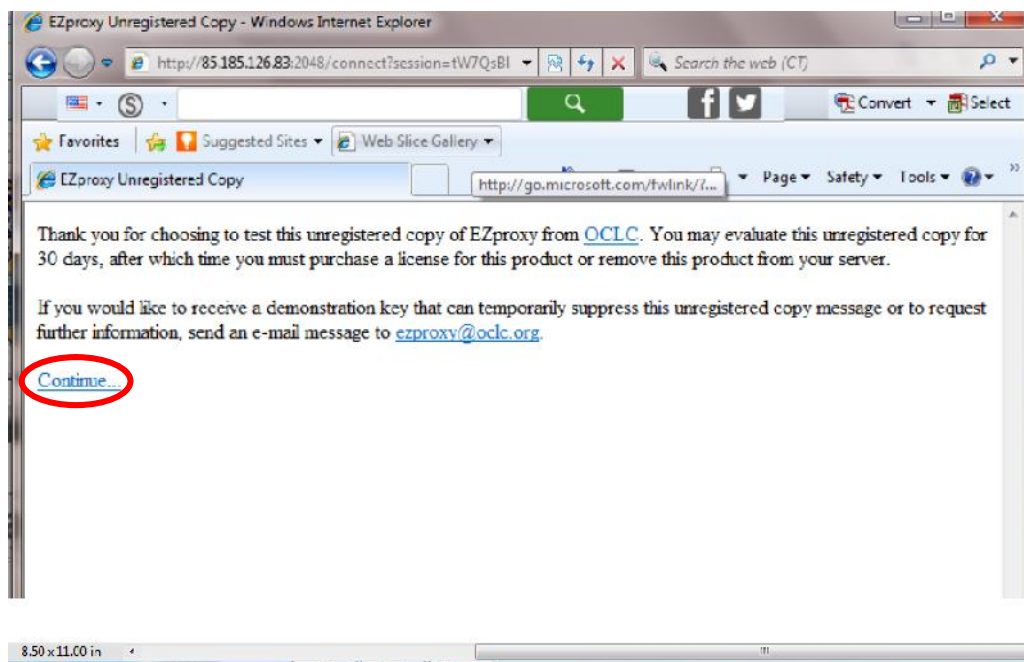 EZproxy Unregistered Copy - Windows Internet Explorer
http://85.185.126.83:2048/connect?session=tW7QsBl
Search the web (CT)
Convert Select
Favorites Suggested Sites Web Slice Gallery
EZproxy Unregistered Copy
http://go.microsoft.com/fwlink/?...
Page Safety Tools
Thank you for choosing to test this unregistered copy of EZproxy from OCLC. You may evaluate this unregistered copy for
30 days, after which time you must purchase a license for this product or remove this product from your server.
If you would like to receive a demonstration key that can temporarily suppress this unregistered copy message or to request
further information, send an e-mail message to ezproxy@oclc.org.
Continue...
8.50 x 11.00 in